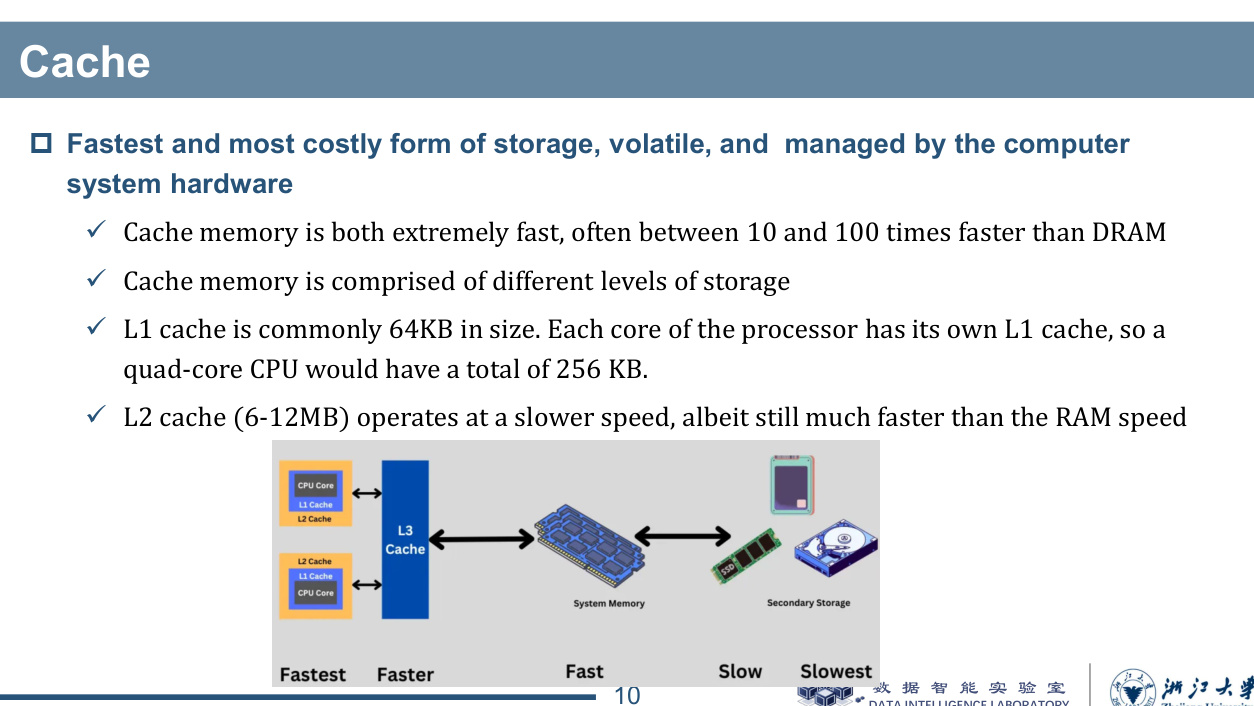 Cache
Fastest and most costly form of storage, volatile, and managed by the computer
system hardware
Cache memory is both extremely fast, often between 10 and 100 times faster than DRAM
Cache memory is comprised of different levels of storage
L1 cache is commonly 64KB in size. Each core of the processor has its own L1 cache, so a
quad-core CPU would have a total of 256 KB.
L2 cache (6-12MB) operates at a slower speed, albeit still much faster than the RAM speed
CPU Core
L1 Cache
L2 Cache
L2 Cache
L1 Cache
CPU Core
L3
Cache
System Memory
SSD
Secondary Storage
Fastest
Faster
Fast
Slow
Slowest
10
数据智能实验室
DATA INTELLIGENCE LABORATORY
浙江大学